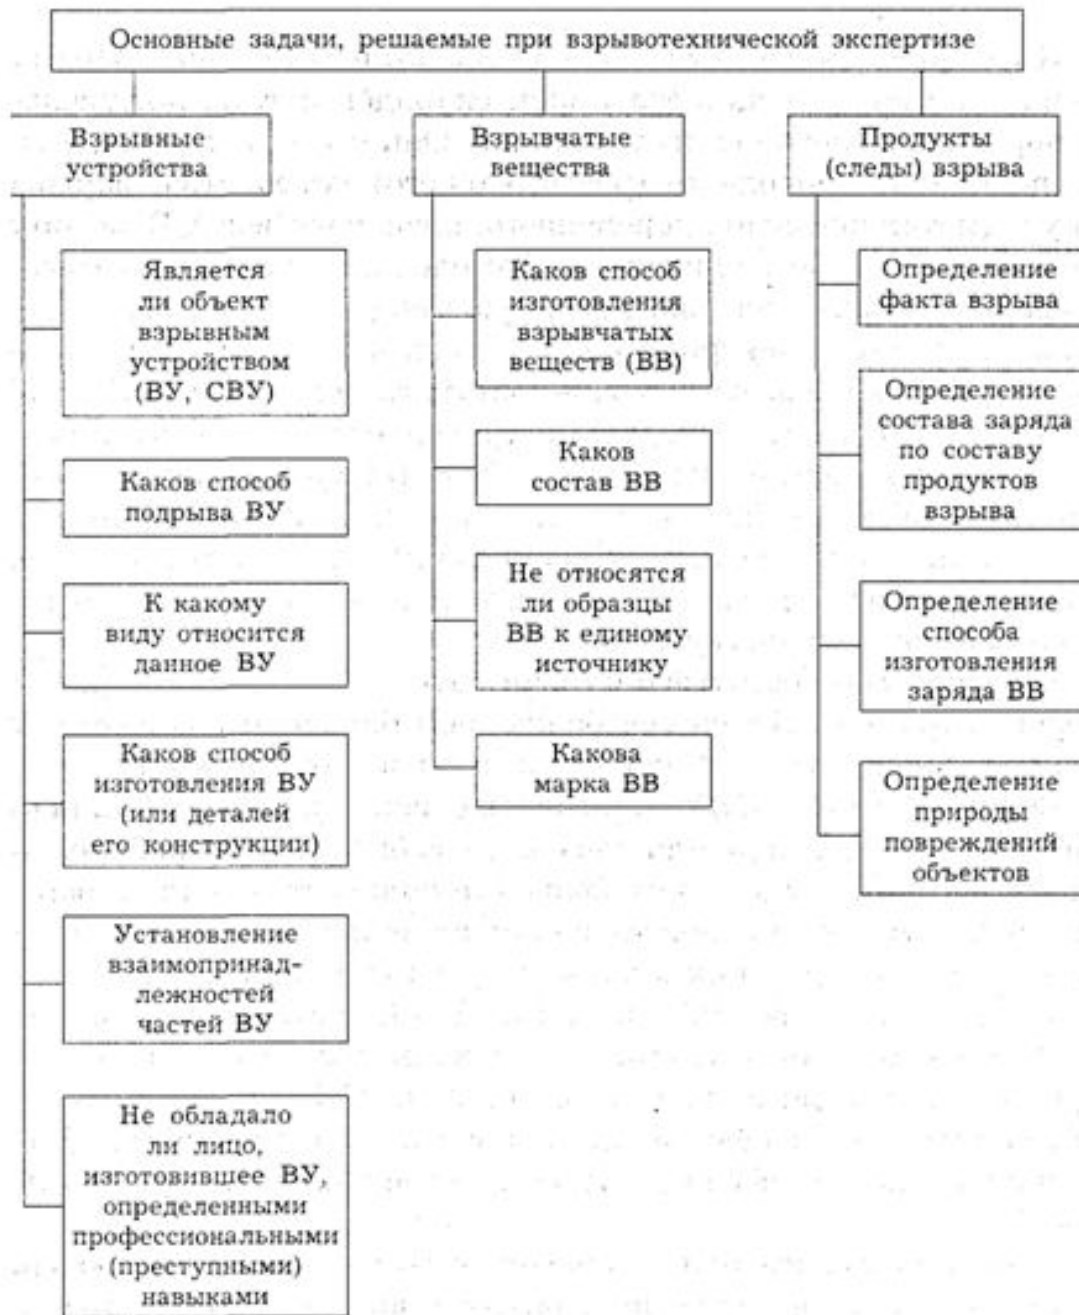 Основные задачи, решаемые при взрывотехнической экспертизе
Взрывные
устройства
Является
ли объект
взрывным
устройством
(ВУ, СВУ)
Каков способ
подрыва ВУ
К какому
виду относится
данное ВУ
Каков способ
изготовления ВУ
(или деталей
его конструкции)
Установление
взаимопринад-
лежностей
частей ВУ
Не обладало
ли лицо,
изготовившее ВУ,
определенными
профессиональными
(преступными)
навыками
Взрывчатые
вещества
Каков способ
изготовления
взрывчатых
веществ (ВВ)
Каков
состав ВВ
Не относятся
ли образцы
ВВ к единому
источнику
Какова
марка ВВ
Продукты
(следы) взрыва
Определение
факта взрыва
Определение
состава заряда
по составу
продуктов
взрыва
Определение
способа
изготовления
заряда ВВ
Определение
природы
повреждений
объектов